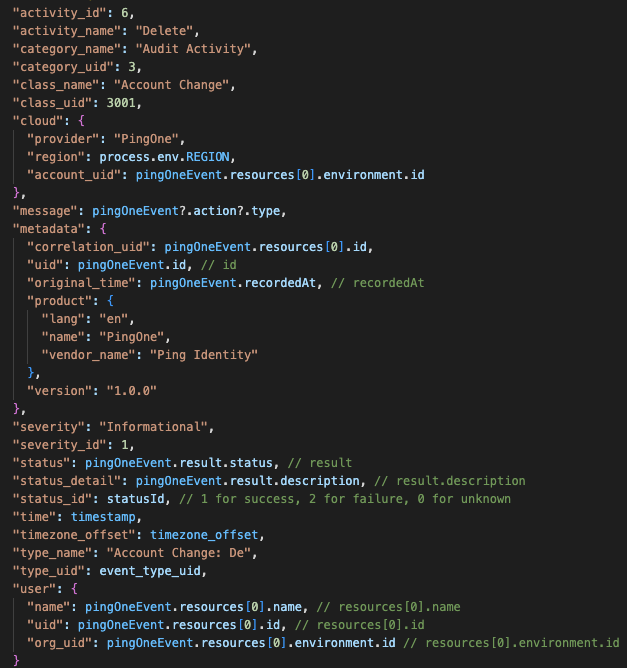 "activity_id": 6,
"activity_name": "Delete",
"category_name": "Audit Activity",
"category_uid": 3,
"class_name": "Account Change",
"class_uid": 3001,
"cloud": {
"provider": "PingOne",
"region": process.env.REGION,
"account_uid": pingOneEvent.resources[0].environment.id
},
"message": pingOneEvent?.action?.type,
"metadata": {
"correlation_uid": pingOneEvent.resources[0].id,
"uid": pingOneEvent.id, // id
"original_time": pingOneEvent.recordedAt, // recordedAt
"product": {
"lang": "en",
"name": "PingOne",
"vendor_name": "Ping Identity"
},
"version": "1.0.0"
},
"severity": "Informational",
"severity_id": 1,
"status": pingOneEvent.result.status, // result
"status_detail": pingOneEvent.result.description, // result.description
"status_id": statusId, // 1 for success, 2 for failure, 0 for unknown
"time": timestamp,
"timezone_offset": timezone_offset,
"type_name": "Account Change: De",
"type_uid": event_type_uid,
"user": {
"name": pingOneEvent.resources[0].name, // resources[0].name
"uid": pingOneEvent.resources[0].id, // resources[0].id
"org_uid": pingOneEvent.resources[0].environment.id // resources[0].environment.id
}